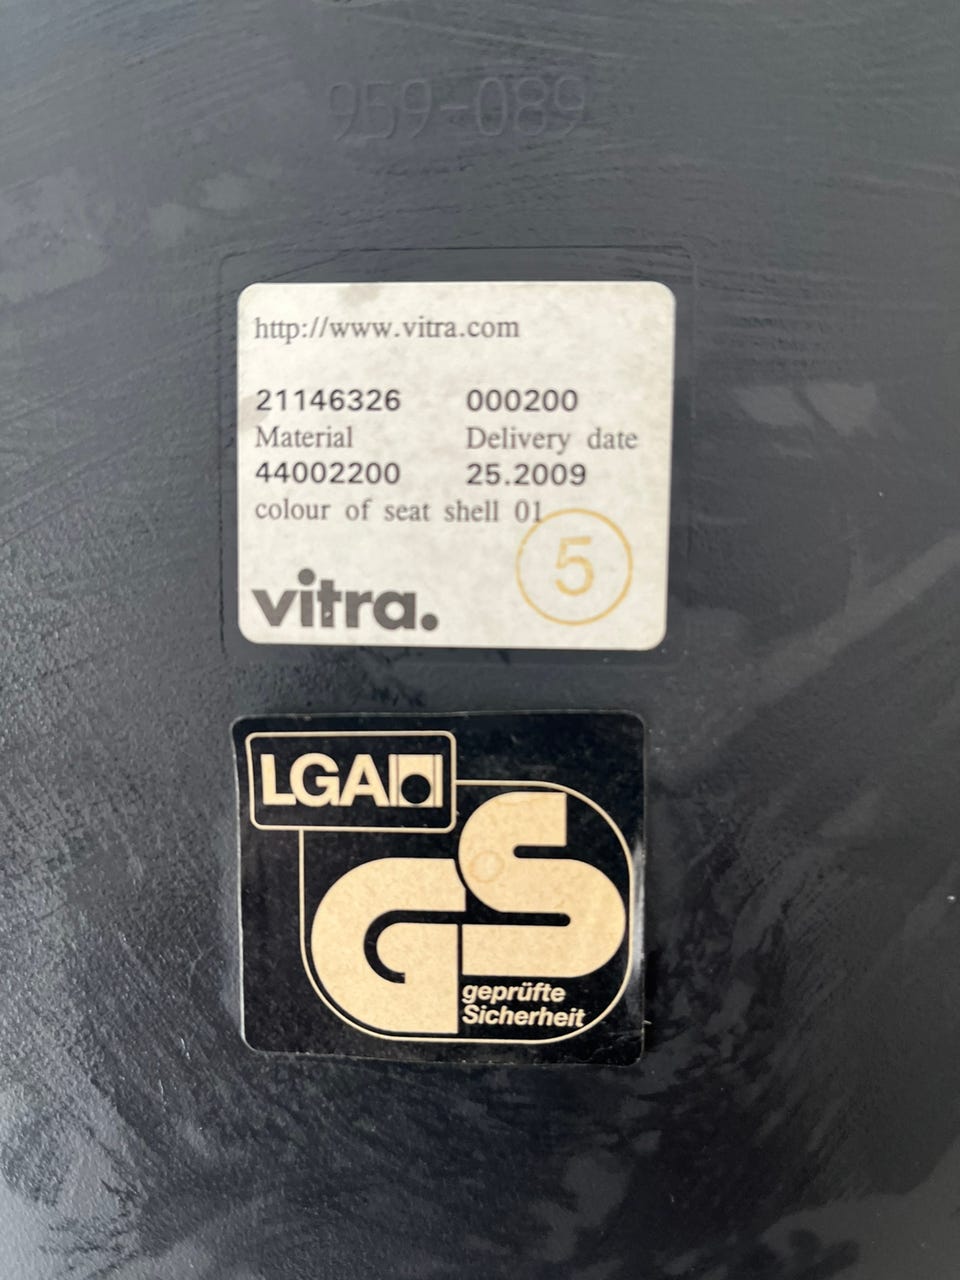 959-089
http://www.vitra.com
21146326 000200
Material Delivery date
44002200 25.2009
colour of seat shell 01
5
vitra.
LGA
GS
geprüfte
Sicherheit